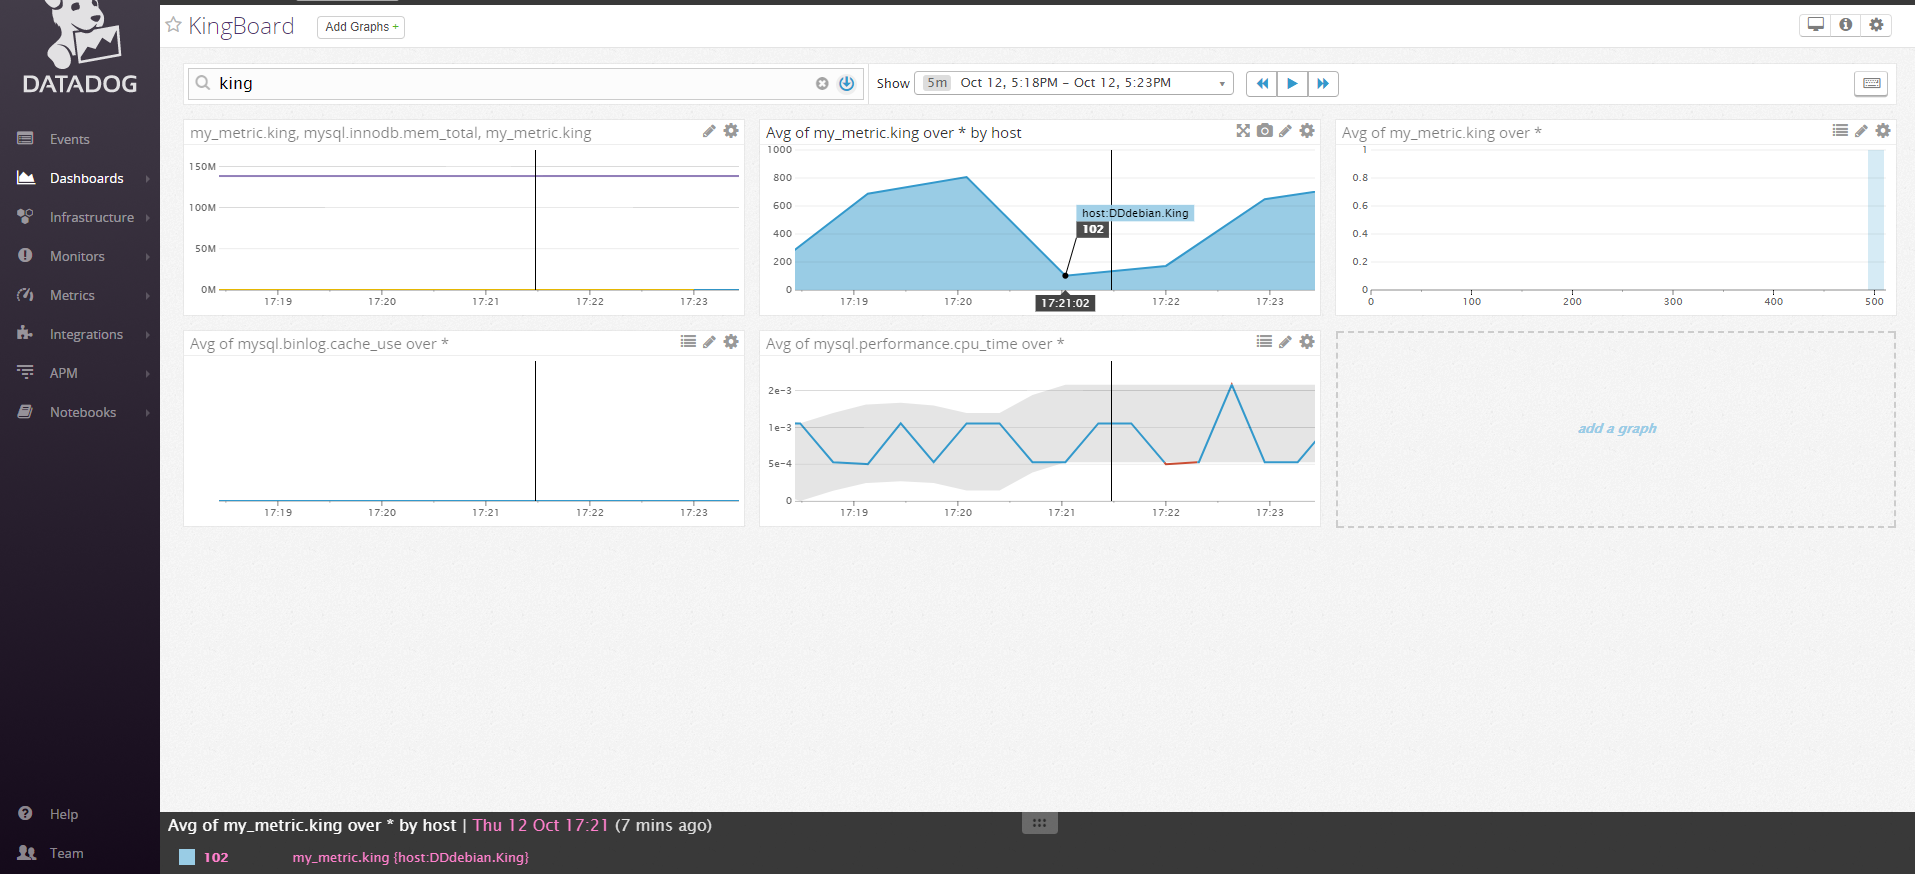 DATADOG
Events
Dashboards
Infrastructure
Monitors
Metrics
Integrations
APM
Notebooks
Help
Team
KingBoard
Add Graphs +
king
Show
5m Oct 12, 5:18PM - Oct 12, 5:23PM
my_metric.king, mysql.innodb.mem_total, my_metric.king
150M
100M
50M
0M
17:19 17:20 17:21 17:22 17:23
Avg of my_metric.king over * by host
1000
800
600
400
200
0
host:DDdebian.King
102
17:19 17:20 17:21:02 17:22 17:23
Avg of my_metric.king over *
1
0.8
0.6
0.4
0.2
0
0 100 200 300 400 500
Avg of mysql.binlog.cache_use over *
17:19 17:20 17:21 17:22 17:23
Avg of mysql.performance.cpu_time over *
2e-3
1e-3
5e-4
0
17:19 17:20 17:21 17:22 17:23
add a graph
Avg of my_metric.king over * by host | Thu 12 Oct 17:21 (7 mins ago)
102 my_metric.king {host:DDdebian.King}